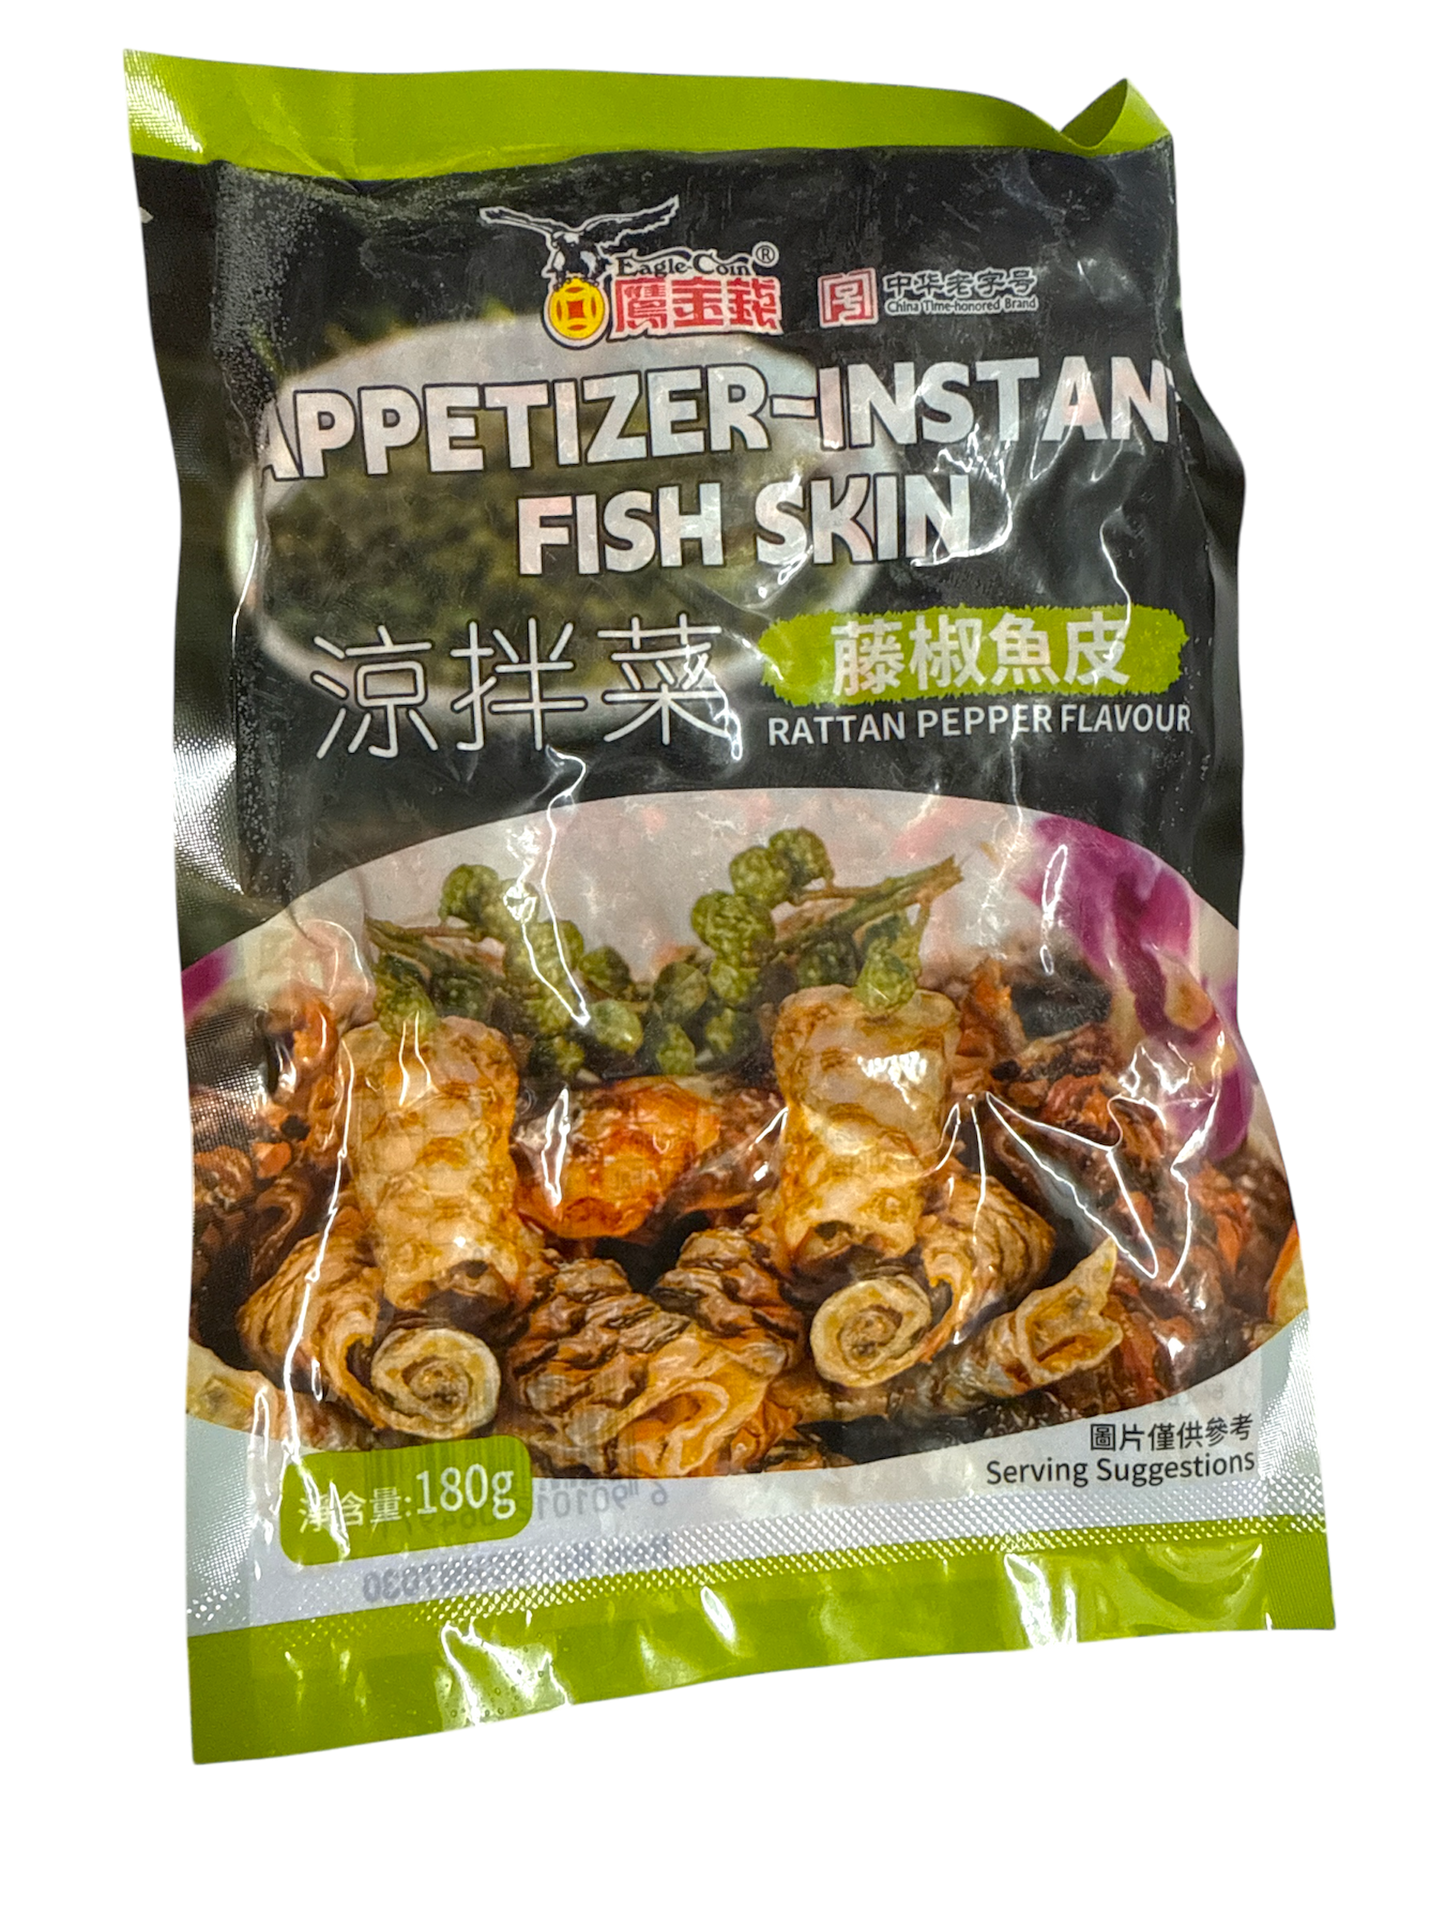 Eagle-Coin®
鷹金錢
中华老字号
China Time-honored Brand
APPETIZER-INSTAN
FISH SKIN
涼拌菜
藤椒魚皮
RATTAN PEPPER FLAVOUR
圖片僅供參考
Serving Suggestions
淨含量:180g